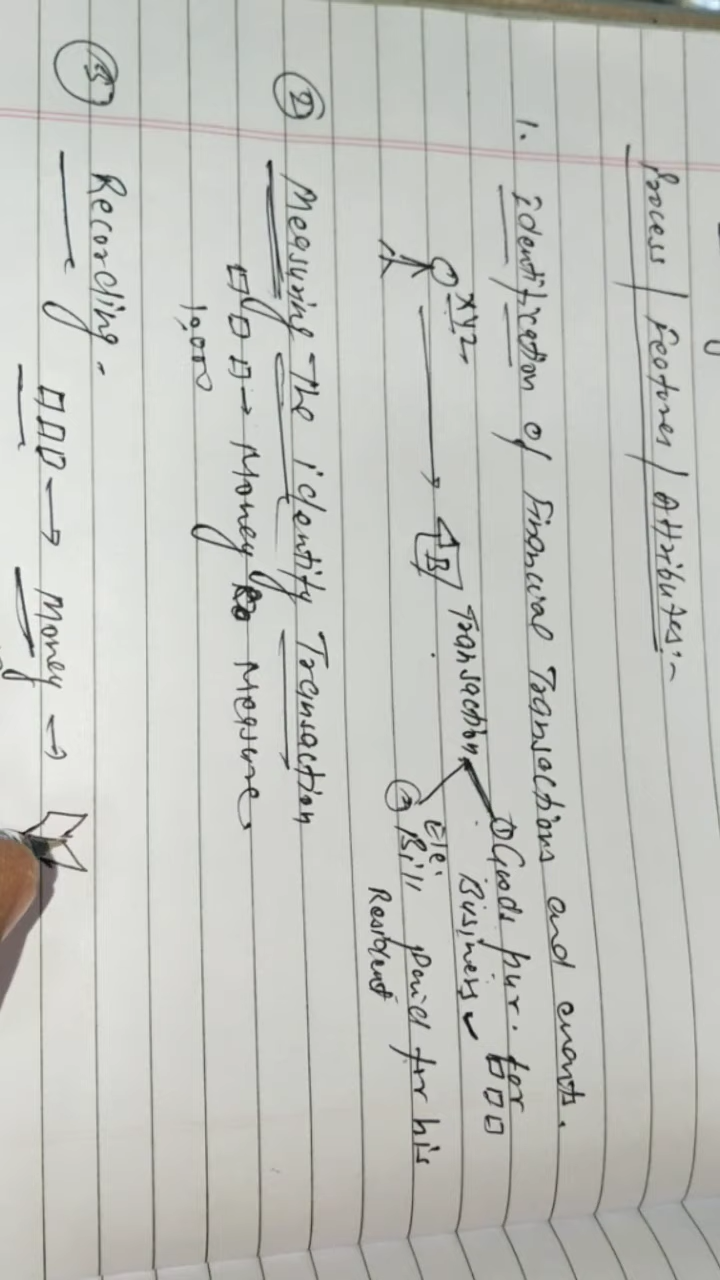 Process / Features / Attributes:-
1. identification of Financial Transactions and events.
XYZ
B
Transaction
① Goods pur. for
Business ✓
② Ele. Bill paid for his
Resident
② Measuring The identify Transaction
→ Money Measure.
1,000
③ Recording.
→ Money →